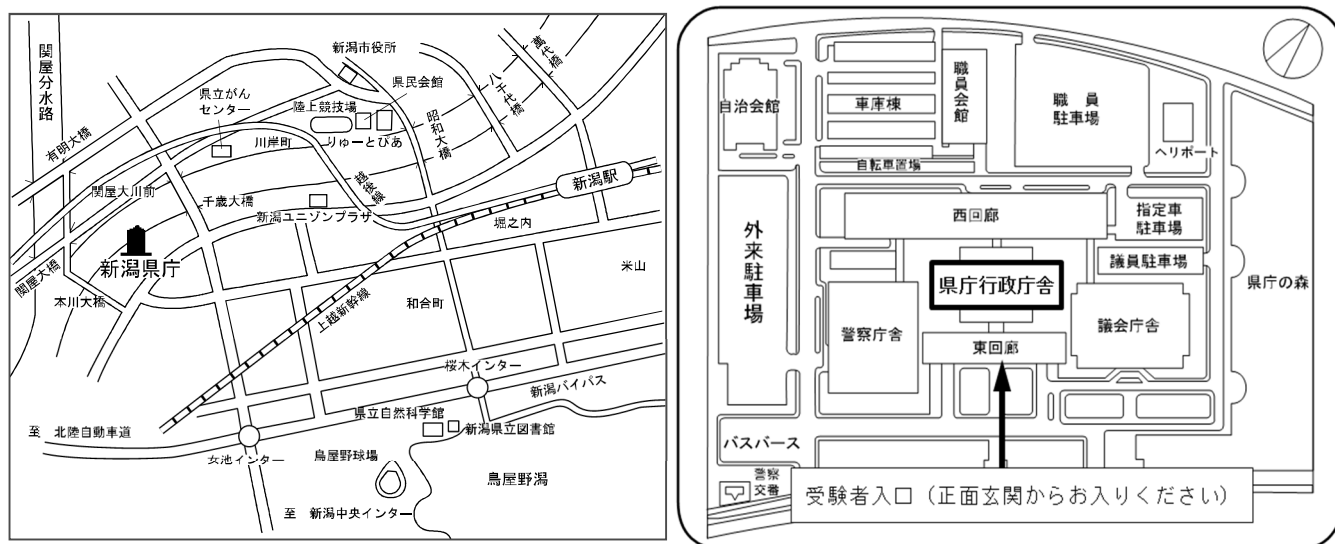 関屋分水路
新潟市役所
萬代橋
県立がん
センター
県民会館
八千代橋
陸上競技場
昭和大橋
有明大橋
川岸町
りゅーとぴあ
新潟駅
関屋大川前
越後線
千歳大橋
新潟ユニゾンプラザ
堀之内
新潟県庁
米山
関屋大橋
本川大橋
上越新幹線
和合町
桜木インター
新潟バイパス
県立自然科学館
至 北陸自動車道
新潟県立図書館
女池インター
鳥屋野球場
鳥屋野潟
至 新潟中央インター
自治会館
車庫棟
職員会館
職員
駐車場
ヘリポート
自転車置場
外来駐車場
西回廊
指定車
駐車場
議員駐車場
県庁の森
県庁行政庁舎
警察庁舎
議会庁舎
東回廊
バスバース
警察
交番
受験者入口（正面玄関からお入りください）